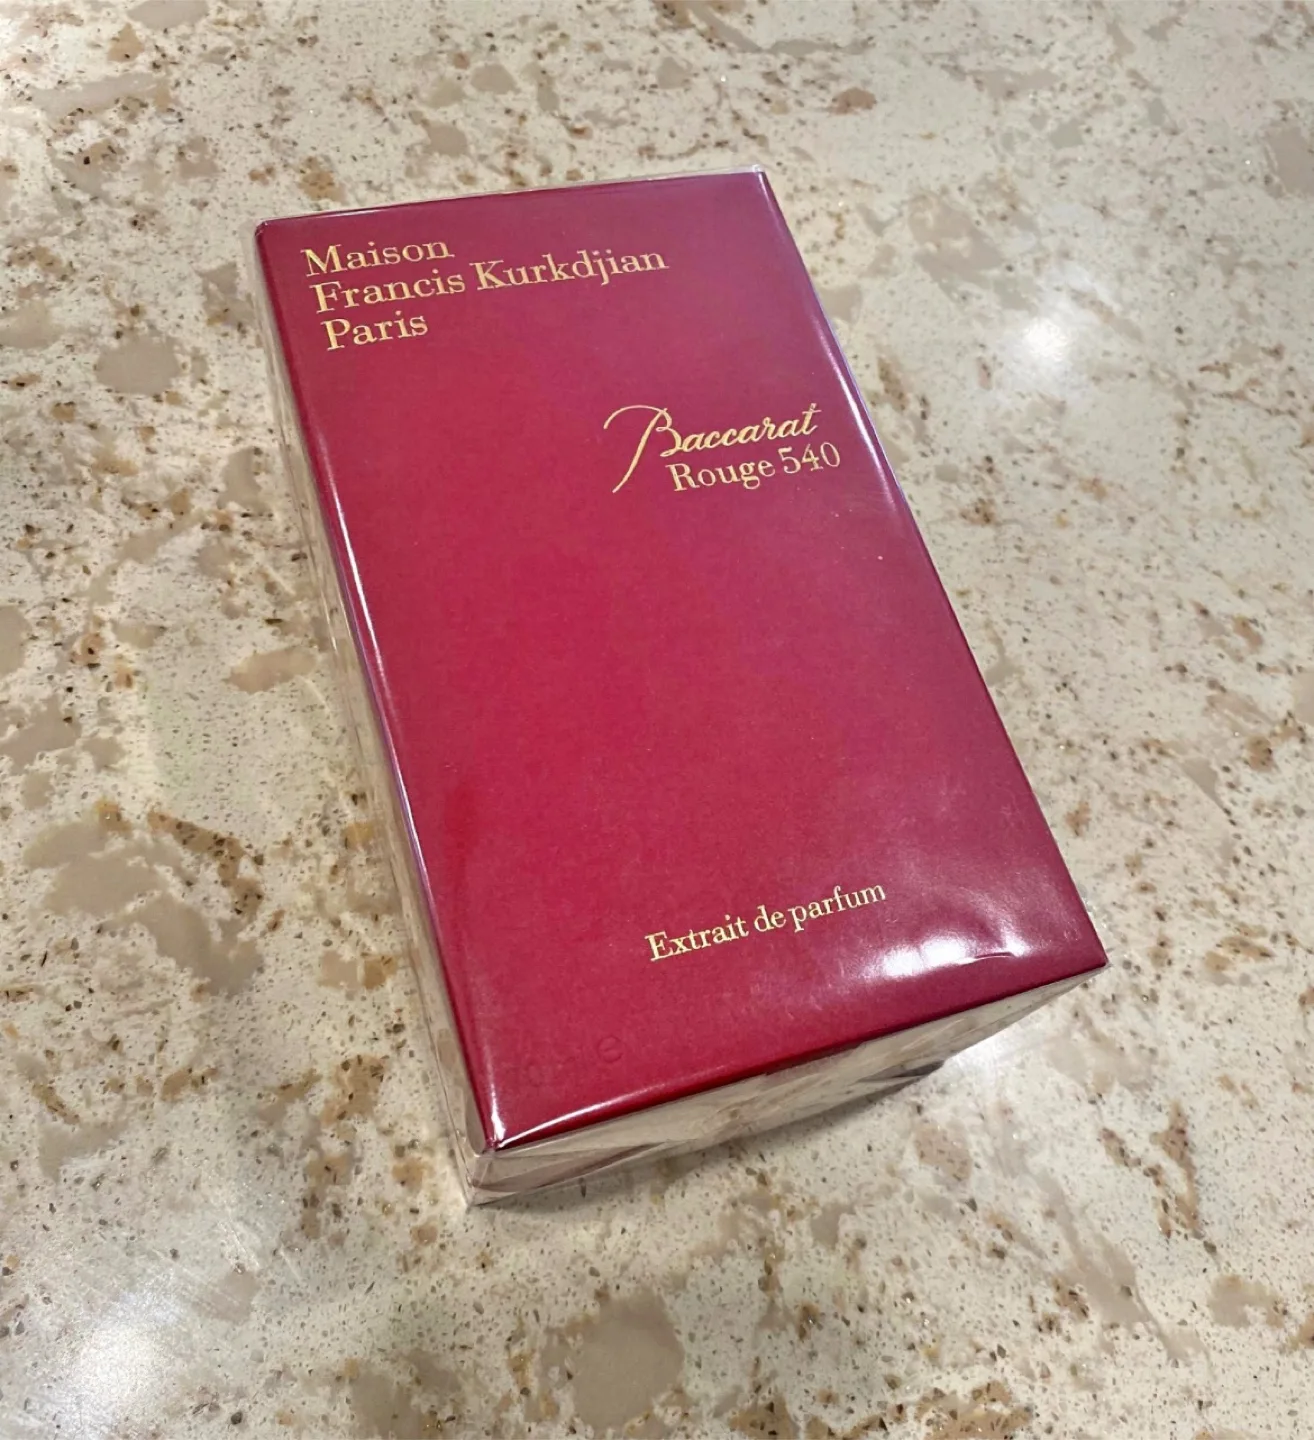 Maison
Francis Kurkdjian
Paris
Baccarat
Rouge 540
Extrait de parfum